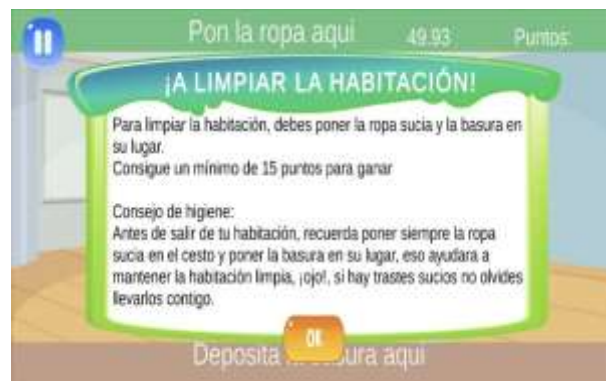 Pon la ropa aqui 49.93 Puntos:
¡A LIMPIAR LA HABITACIÓN!
Para limpiar la habitación, debes poner la ropa sucia y la basura en
su lugar.
Consigue un mínimo de 15 puntos para ganar
Consejo de higiene:
Antes de salir de tu habitación, recuerda poner siempre la ropa
sucia en el cesto y poner la basura en su lugar, eso ayudara a
mantener la habitación limpia, ¡ojo!, si hay trastes sucios no olvides
llevarlos contigo.
OK
Deposita aqui